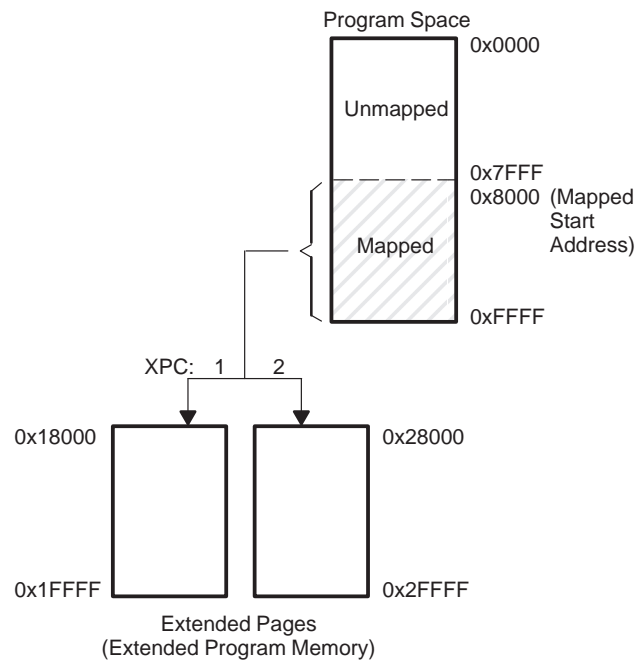 Program Space
0x0000
Unmapped
0x7FFF
0x8000 (Mapped
Start
Address)
Mapped
0xFFFF
XPC: 1 2
0x18000
0x28000
0x1FFFF
0x2FFFF
Extended Pages
(Extended Program Memory)